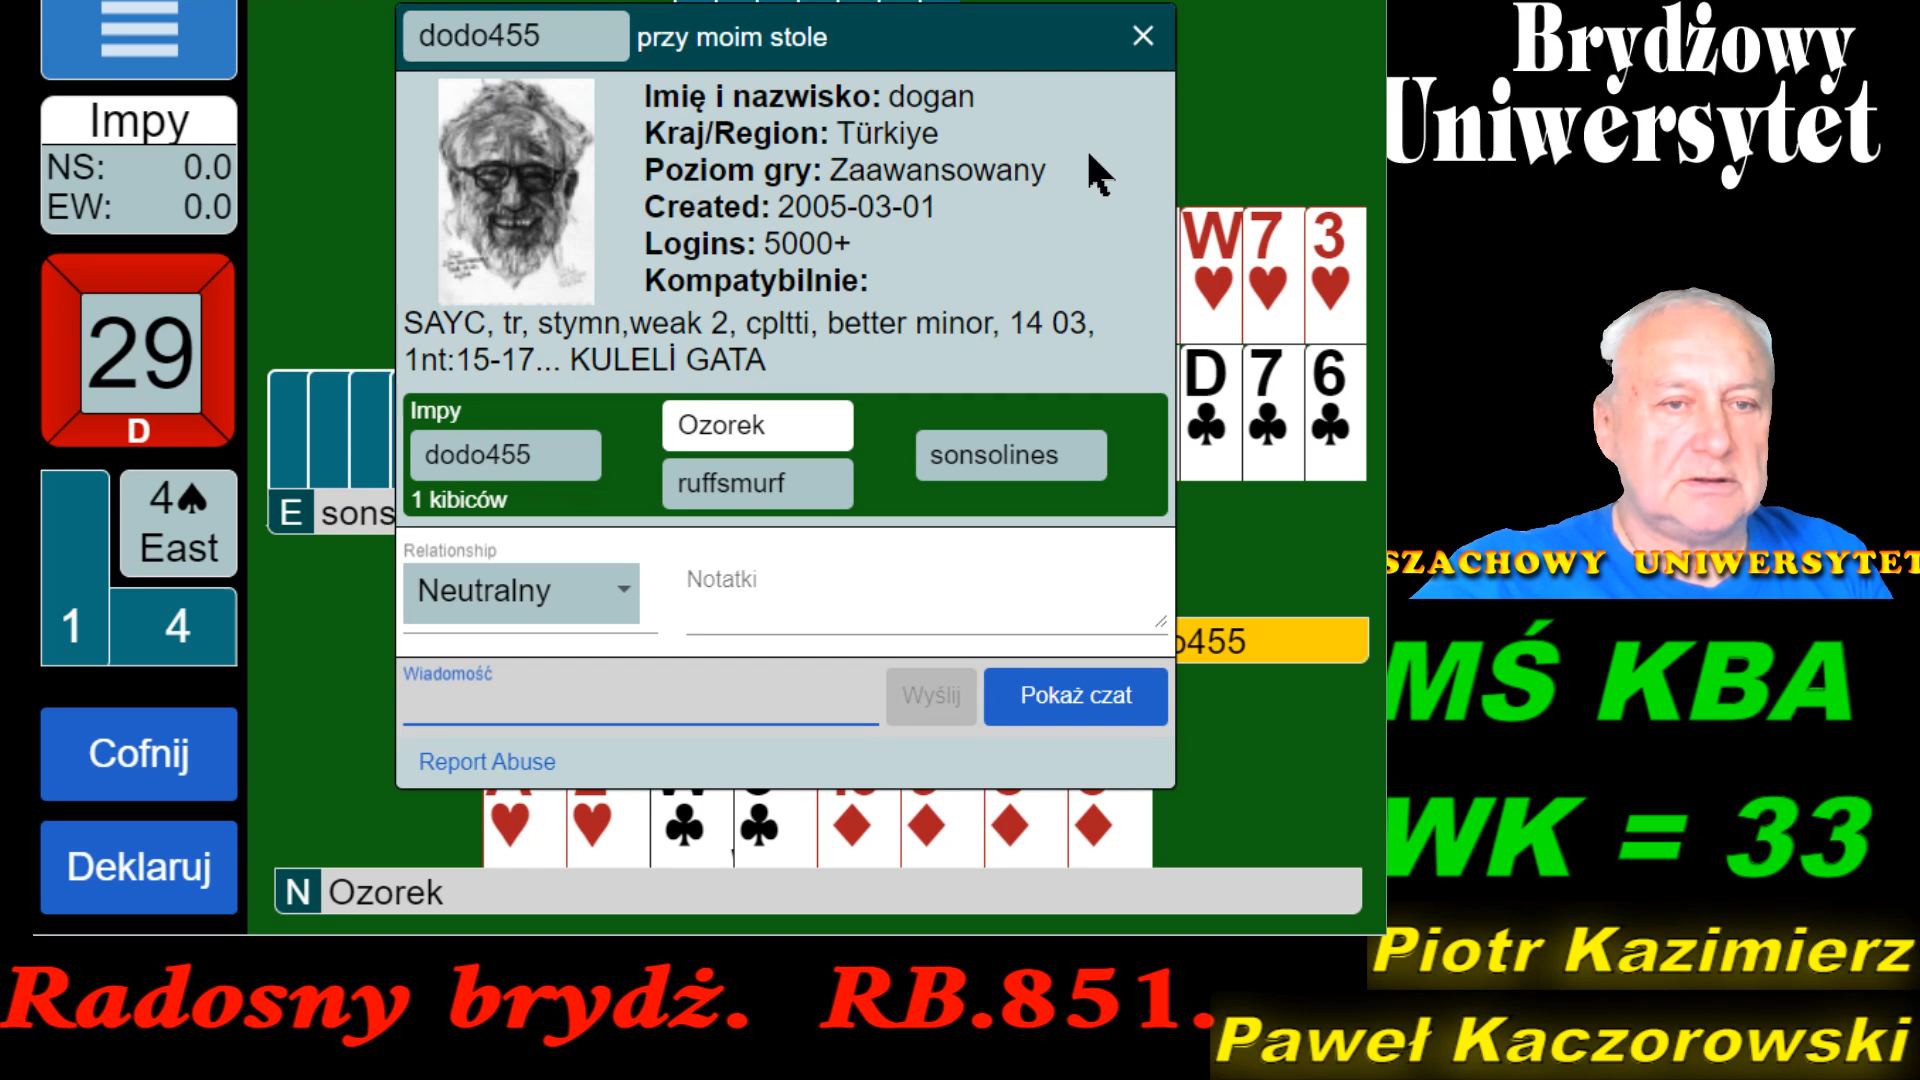 dodo455 przy moim stole
Imię i nazwisko: dogan
Kraj/Region: Türkiye
Poziom gry: Zaawansowany
Created: 2005-03-01
Logins: 5000+
Kompatybilnie:
SAYC, tr, stymn,weak 2, cpltti, better minor, 14 03,
1nt:15-17... KULELİ GATA
Impy
dodo455
Ozorek
ruffsmurf
sonsolines
1 kibiców
Relationship
Neutralny
Notatki
Wiadomość
Wyślij
Pokaż czat
Report Abuse
Impy
NS: 0.0
EW: 0.0
29
D
4♠
East
1
4
Cofnij
Deklaruj
E sons
W 7 3
D 7 6
o455
N Ozorek
Brydżowy
Uniwersytet
SZACHOWY UNIWERSYTET
MŚ KBA
WK = 33
Piotr Kazimierz
Paweł Kaczorowski
Radosny brydż. RB.851.